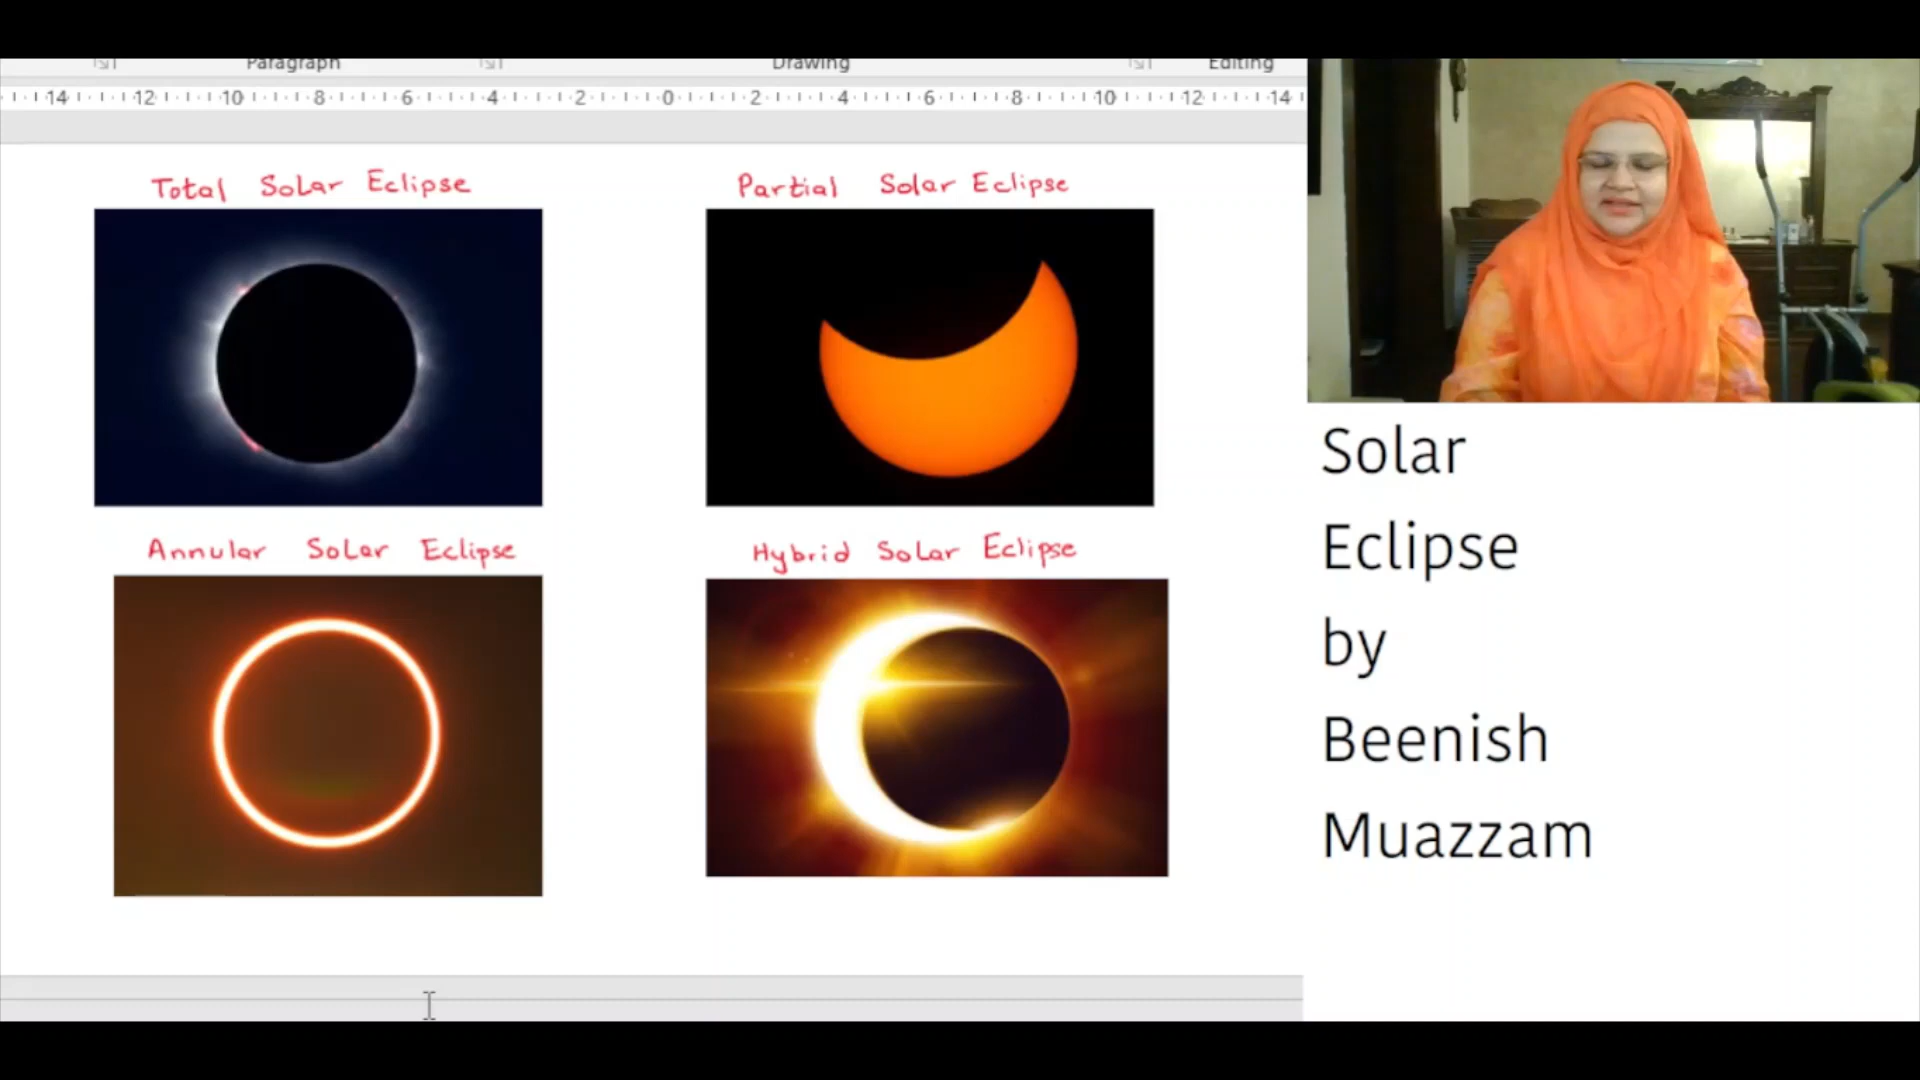 Paragraph Drawing Editing
14 12 10 8 6 4 2 0 2 4 6 8 10 12 14
Total Solar Eclipse
Partial Solar Eclipse
Annular Solar Eclipse
Hybrid Solar Eclipse
Solar
Eclipse
by
Beenish
Muazzam